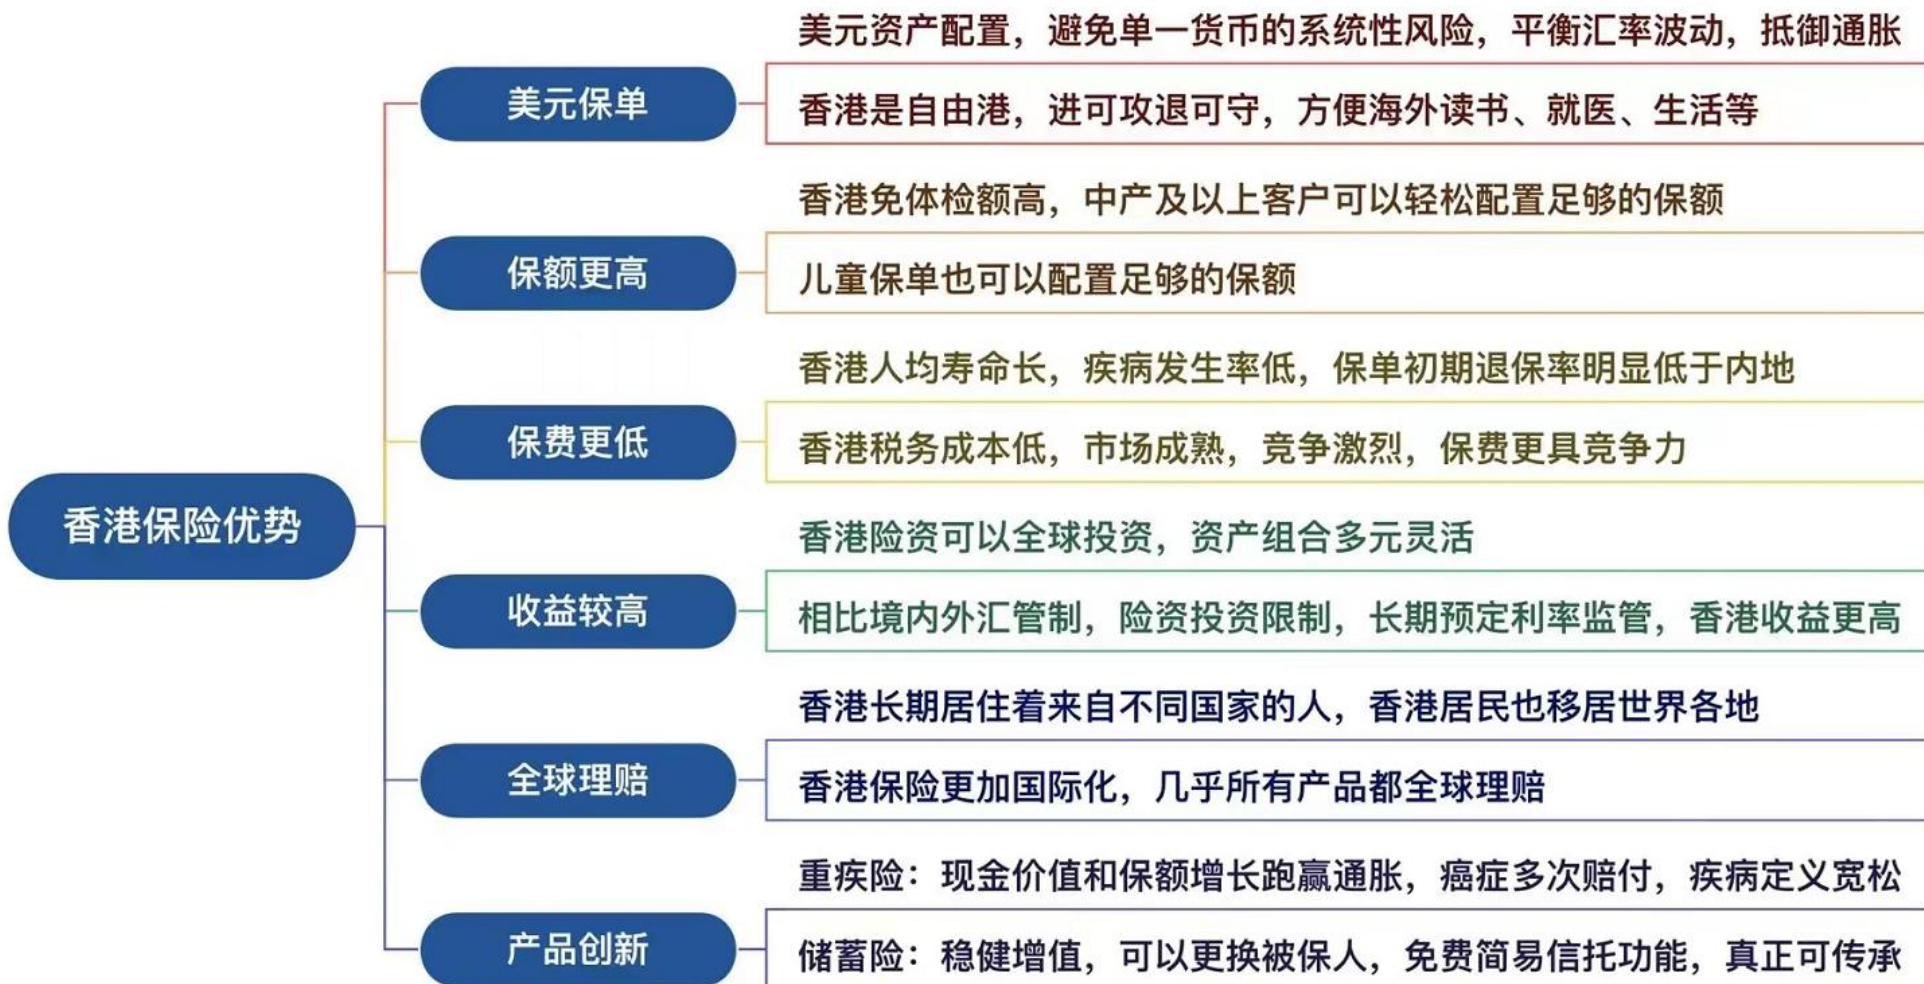 美元资产配置，避免单一货币的系统性风险，平衡汇率波动，抵御通胀
美元保单
香港是自由港，进可攻退可守，方便海外读书、就医、生活等
香港免体检额高，中产及以上客户可以轻松配置足够的保额
保额更高
儿童保单也可以配置足够的保额
香港人均寿命长，疾病发生率低，保单初期退保率明显低于内地
保费更低
香港税务成本低，市场成熟，竞争激烈，保费更具竞争力
香港保险优势
香港险资可以全球投资，资产组合多元灵活
收益较高
相比境内外汇管制，险资投资限制，长期预定利率监管，香港收益更高
香港长期居住着来自不同国家的人，香港居民也移居世界各地
全球理赔
香港保险更加国际化，几乎所有产品都全球理赔
重疾险：现金价值和保额增长跑赢通胀，癌症多次赔付，疾病定义宽松
产品创新
储蓄险：稳健增值，可以更换被保人，免费简易信托功能，真正可传承